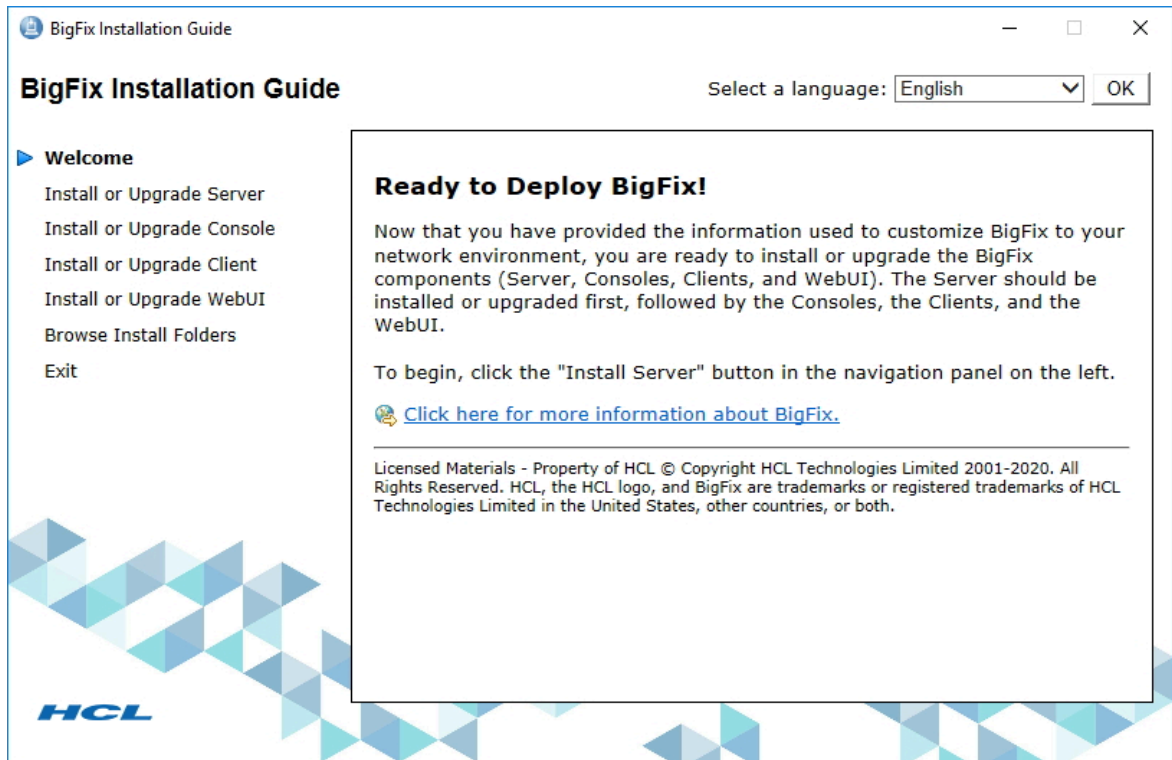 BigFix Installation Guide
BigFix Installation Guide
Select a language: English OK
Welcome
Install or Upgrade Server
Install or Upgrade Console
Install or Upgrade Client
Install or Upgrade WebUI
Browse Install Folders
Exit
Ready to Deploy BigFix!
Now that you have provided the information used to customize BigFix to your
network environment, you are ready to install or upgrade the BigFix
components (Server, Consoles, Clients, and WebUI). The Server should be
installed or upgraded first, followed by the Consoles, the Clients, and the
WebUI.
To begin, click the "Install Server" button in the navigation panel on the left.
Click here for more information about BigFix.
Licensed Materials - Property of HCL © Copyright HCL Technologies Limited 2001-2020. All
Rights Reserved. HCL, the HCL logo, and BigFix are trademarks or registered trademarks of HCL
Technologies Limited in the United States, other countries, or both.
HCL